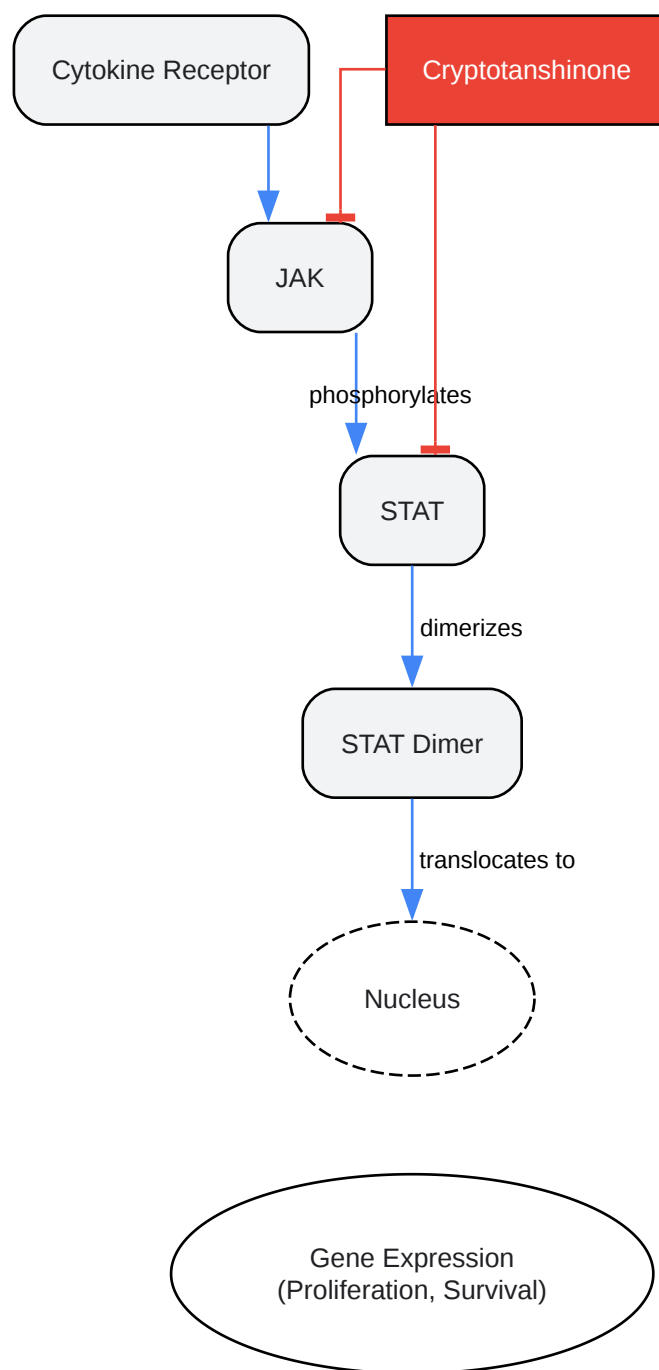 Cytokine Receptor
Cryptotanshinone
JAK
phosphorylates
STAT
dimerizes
STAT Dimer
translocates to
Nucleus
Gene Expression
(Proliferation, Survival)